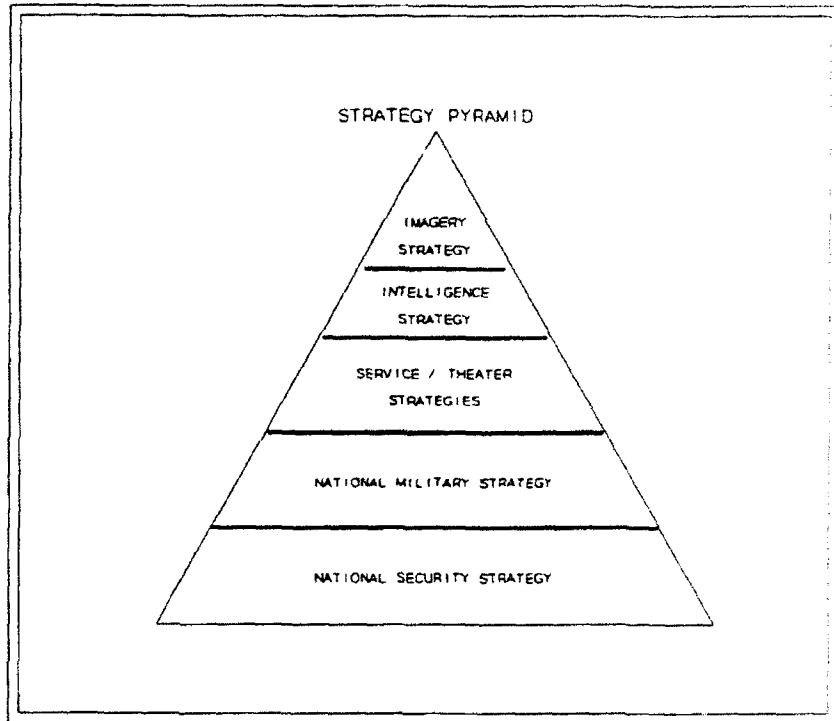 STRATEGY PYRAMID
IMAGERY
STRATEGY
INTELLIGENCE
STRATEGY
SERVICE / THEATER
STRATEGIES
NATIONAL MILITARY STRATEGY
NATIONAL SECURITY STRATEGY